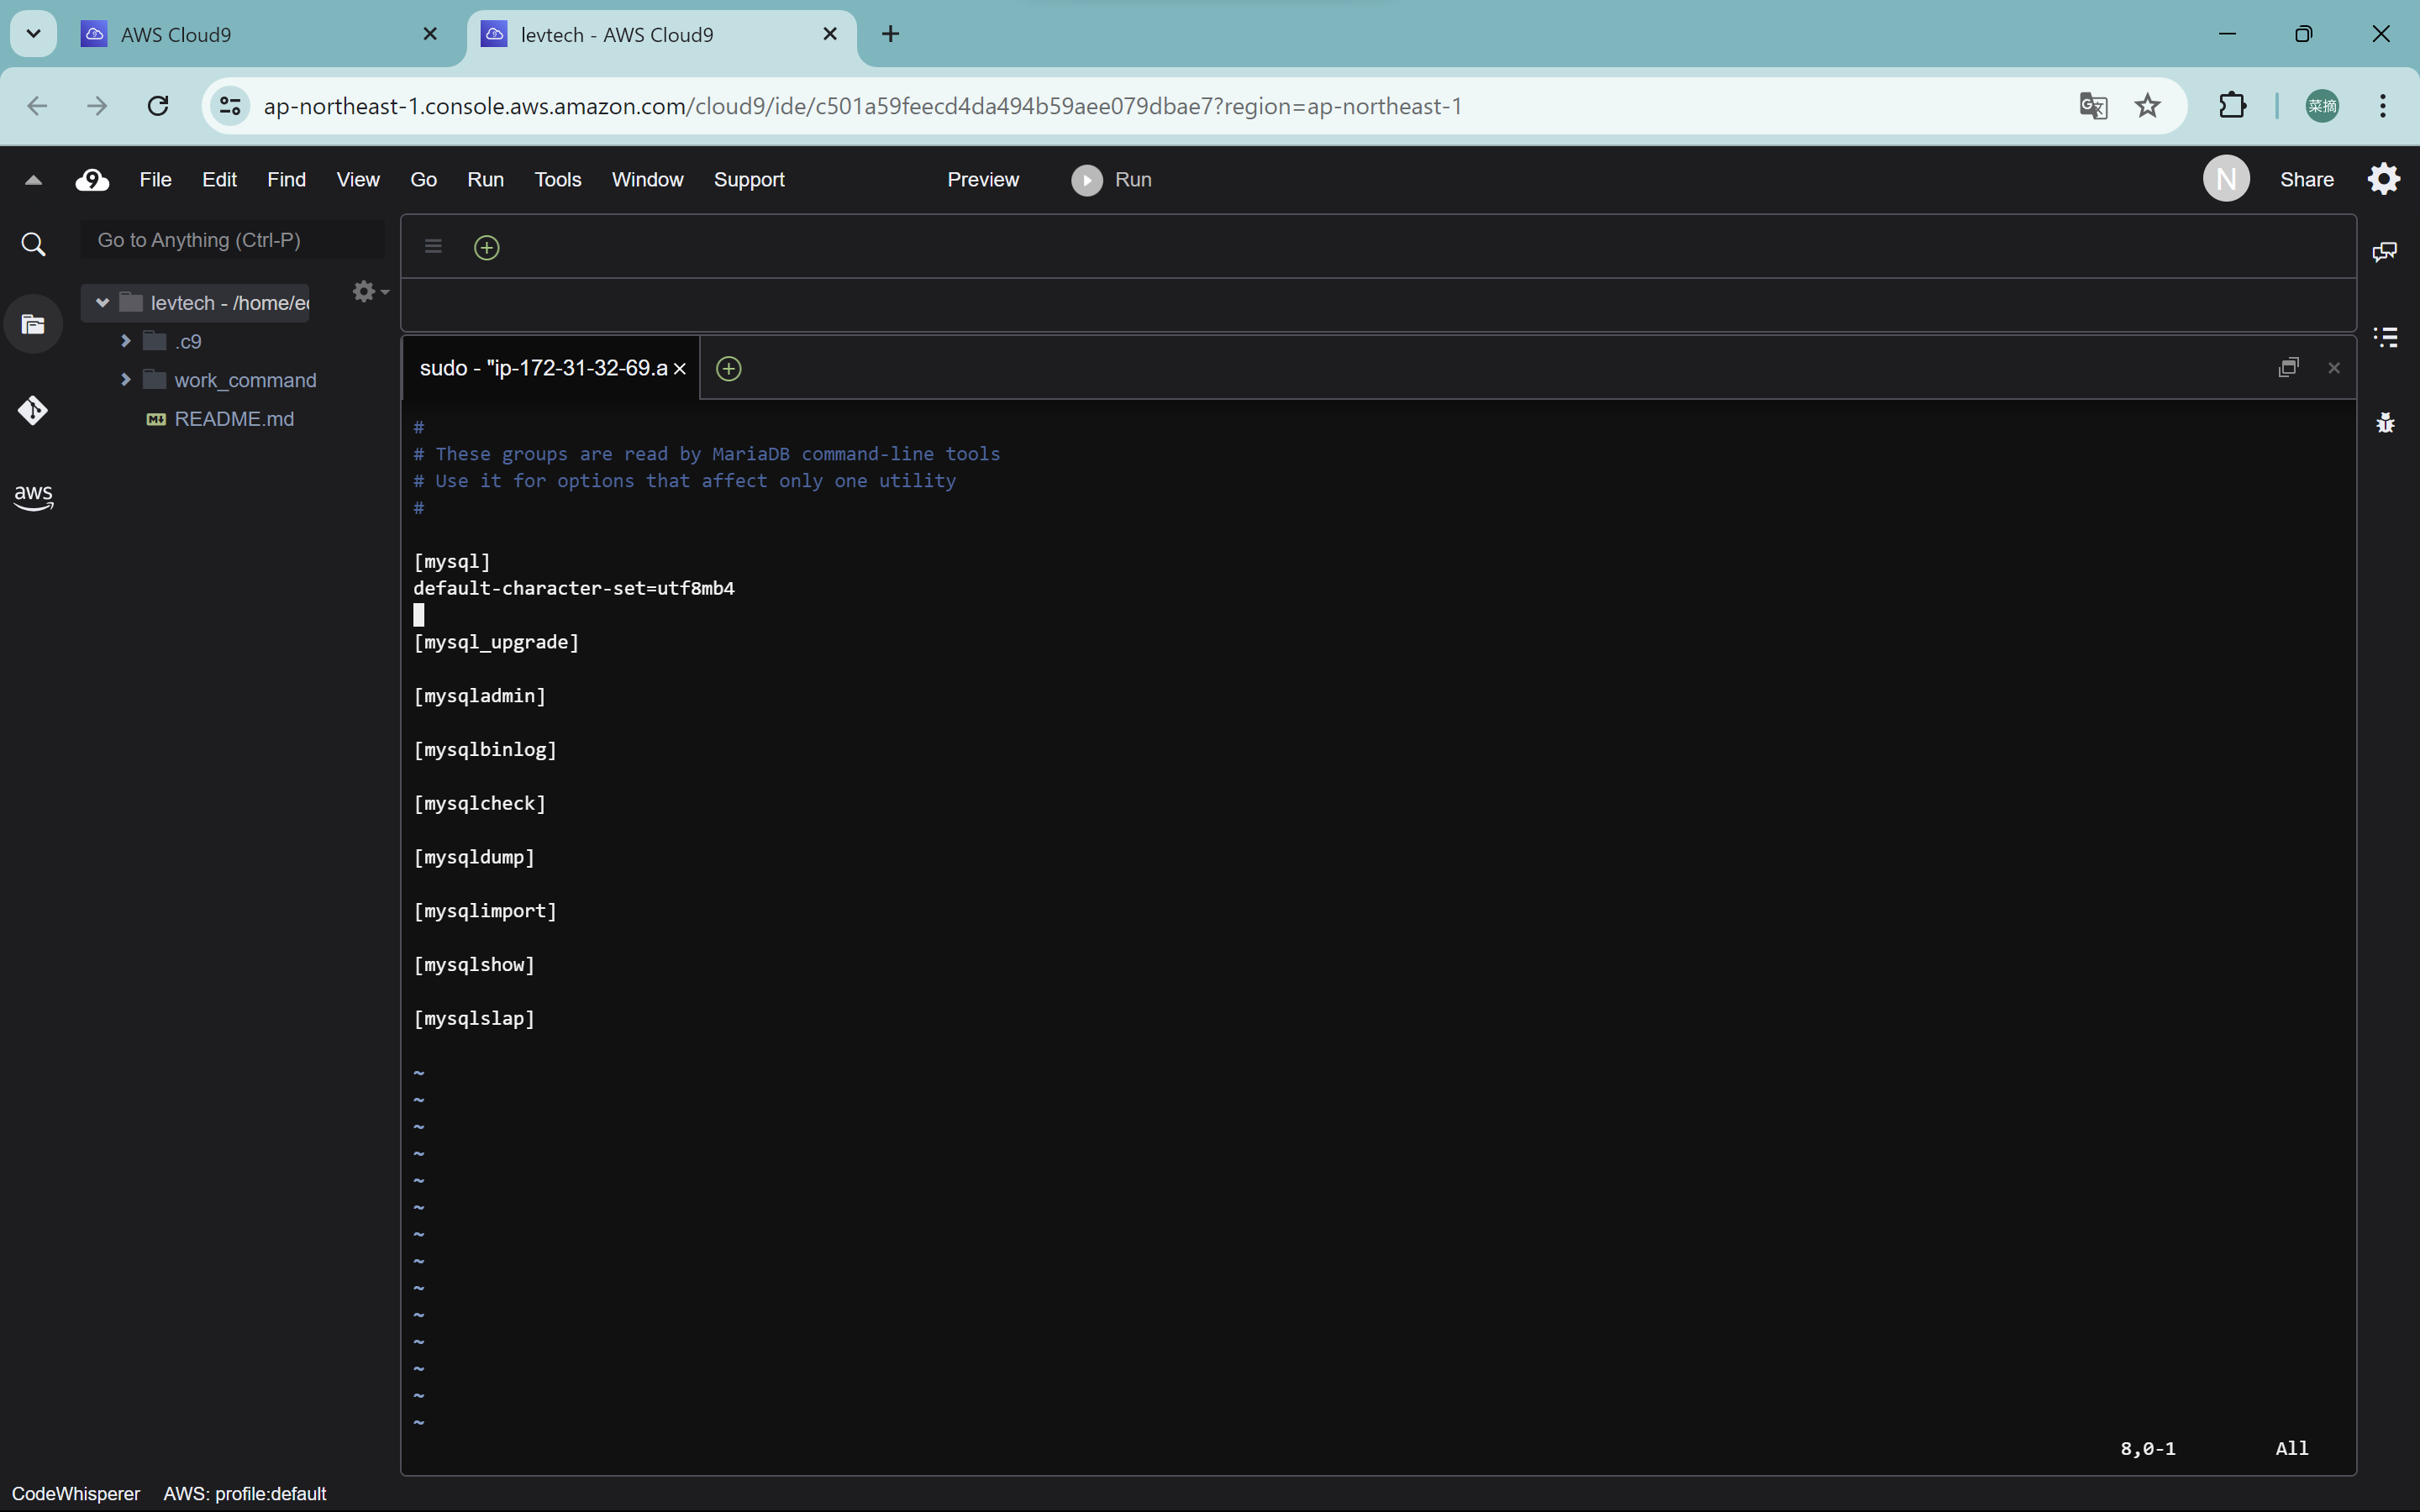 AWS Cloud9
levtech - AWS Cloud9
ap-northeast-1.console.aws.amazon.com/cloud9/ide/c501a59feecd4da494b59aee079dbae7?region=ap-northeast-1
菜摘
9 File Edit Find View Go Run Tools Window Support Preview Run N Share
Go to Anything (Ctrl-P)
levtech - /home/ec
.c9
work_command
README.md
aws
sudo - "ip-172-31-32-69.a
#
# These groups are read by MariaDB command-line tools
# Use it for options that affect only one utility
#
[mysql]
default-character-set=utf8mb4
[mysql_upgrade]
[mysqladmin]
[mysqlbinlog]
[mysqlcheck]
[mysqldump]
[mysqlimport]
[mysqlshow]
[mysqlslap]
~
~
~
~
~
~
~
~
~
~
~
~
~
~
8,0-1 All
CodeWhisperer AWS: profile:default